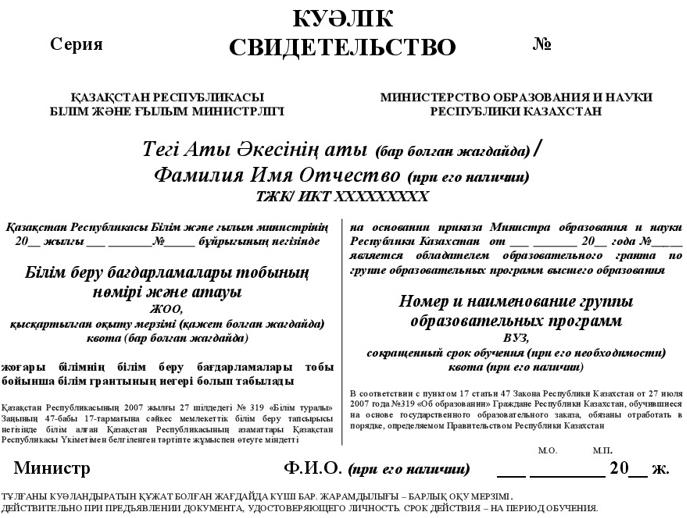 КУӘЛІК
Серия СВИДЕТЕЛЬСТВО №
ҚАЗАҚСТАН РЕСПУБЛИКАСЫ
БІЛІМ ЖӘНЕ ҒЫЛЫМ МИНИСТРЛІГІ
МИНИСТЕРСТВО ОБРАЗОВАНИЯ И НАУКИ
РЕСПУБЛИКИ КАЗАХСТАН
Тегі Аты Әкесінің аты (бар болған жағдайда) /
Фамилия Имя Отчество (при его наличии)
ТЖК/ ИКТ ХХХХХХХХХ
Қазақстан Республикасы Білім және ғылым министрінің
20__ жылғы ___ _______№_____ бұйрығының негізінде
Білім беру бағдарламалары тобының
нөмірі және атауы
ЖОО,
қысқартылған оқыту мерзімі (қажет болған жағдайда)
квота (бар болған жағдайда)
жоғары білімнің білім беру бағдарламалары тобы
бойынша білім грантының иегері болып табылады
Қазақстан Республикасының 2007 жылғы 27 шілдедегі № 319 «Білім туралы»
Заңының 47-бабы 17-тармағына сәйкес мемлекеттік білім беру тапсырысы
негізінде білім алған Қазақстан Республикасының азаматтары Қазақстан
Республикасы Үкіметімен белгіленген тәртіпте жұмыспен өтеуге міндетті
на основании приказа Министра образования и науки
Республики Казахстан от ___ _______ 20__ года №_____
является обладателем образовательного гранта по
группе образовательных программ высшего образования
Номер и наименование группы
образовательных программ
ВУЗ,
сокращенный срок обучения (при его необходимости)
квота (при его наличии)
В соответствии с пунктом 17 статьи 47 Закона Республики Казахстан от 27 июля
2007 года №319 «Об образовании» Граждане Республики Казахстан, обучившиеся
на основе государственного образовательного заказа, обязаны отработать в
порядке, определяемом Правительством Республики Казахстан
М.О. М.П.
Министр Ф.И.О. (при его наличии) ___ __________ 20__ ж.
ТҰЛҒАНЫ КУӘЛАНДЫРАТЫН ҚҰЖАТ БОЛҒАН ЖАҒДАЙДА КҮШІ БАР. ЖАРАМДЫЛЫҒЫ – БАРЛЫҚ ОҚУ МЕРЗІМІ.
ДЕЙСТВИТЕЛЬНО ПРИ ПРЕДЪЯВЛЕНИИ ДОКУМЕНТА, УДОСТОВЕРЯЮЩЕГО ЛИЧНОСТЬ. СРОК ДЕЙСТВИЯ – НА ПЕРИОД ОБУЧЕНИЯ.